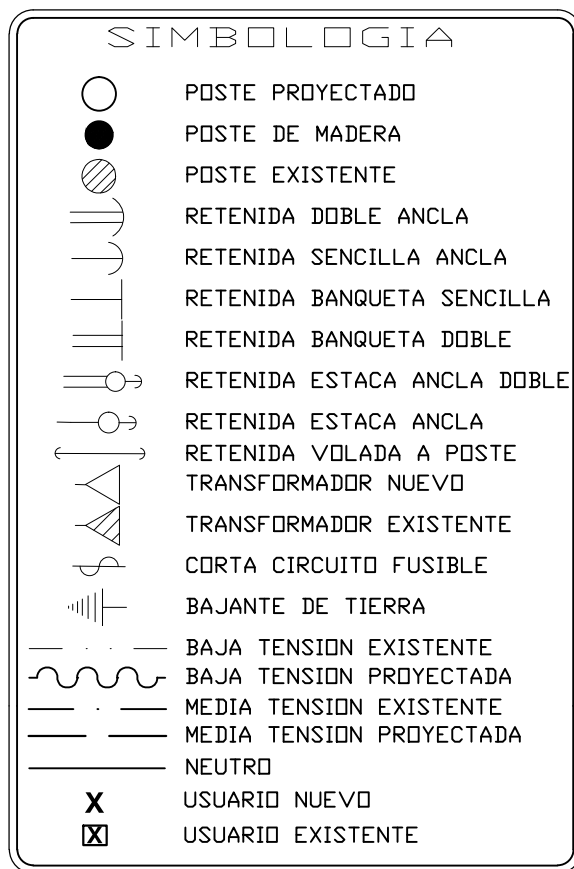 SIMBOLOGIA
POSTE PROYECTADO
POSTE DE MADERA
POSTE EXISTENTE
RETENIDA DOBLE ANCLA
RETENIDA SENCILLA ANCLA
RETENIDA BANQUETA SENCILLA
RETENIDA BANQUETA DOBLE
RETENIDA ESTACA ANCLA DOBLE
RETENIDA ESTACA ANCLA
RETENIDA VOLADA A POSTE
TRANSFORMADOR NUEVO
TRANSFORMADOR EXISTENTE
CORTA CIRCUITO FUSIBLE
BAJANTE DE TIERRA
BAJA TENSION EXISTENTE
BAJA TENSION PROYECTADA
MEDIA TENSION EXISTENTE
MEDIA TENSION PROYECTADA
NEUTRO
X USUARIO NUEVO
X USUARIO EXISTENTE